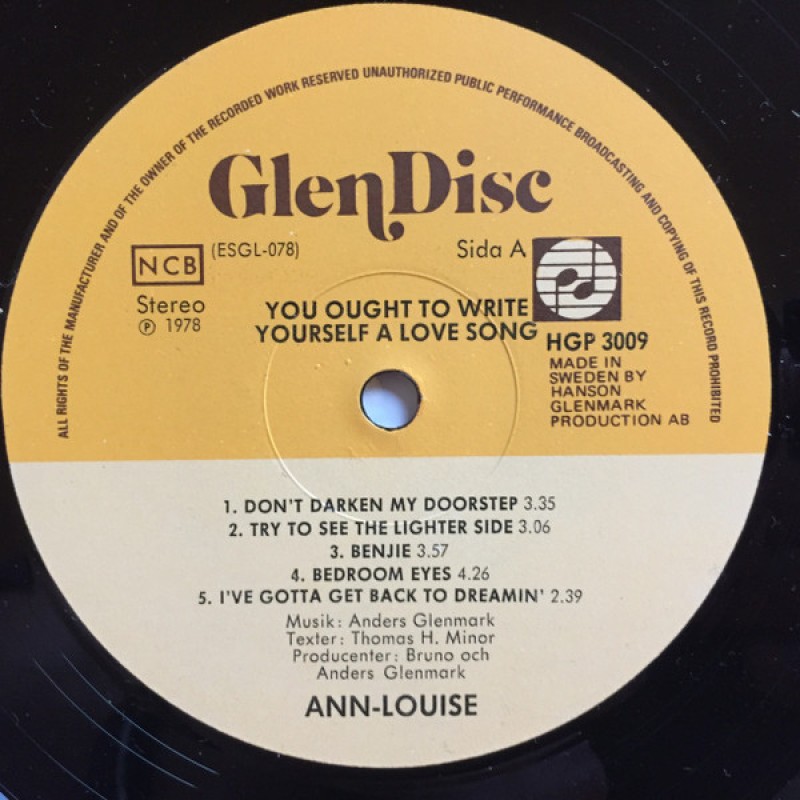 ALL RIGHTS OF THE MANUFACTURER AND OF THE OWNER OF THE RECORDED WORK RESERVED UNAUTHORIZED PUBLIC PERFORMANCE BROADCASTING AND COPYING OF THIS RECORD PROHIBITED
GlenDisc
NCB
(ESGL-078)
Sida A
Stereo
℗ 1978
YOU OUGHT TO WRITE
YOURSELF A LOVE SONG
HGP 3009
MADE IN
SWEDEN BY
HANSON
GLENMARK
PRODUCTION AB
1. DON'T DARKEN MY DOORSTEP 3.35
2. TRY TO SEE THE LIGHTER SIDE 3.06
3. BENJIE 3.57
4. BEDROOM EYES 4.26
5. I'VE GOTTA GET BACK TO DREAMIN' 2.39
Musik: Anders Glenmark
Texter: Thomas H. Minor
Producenter: Bruno och
Anders Glenmark
ANN-LOUISE